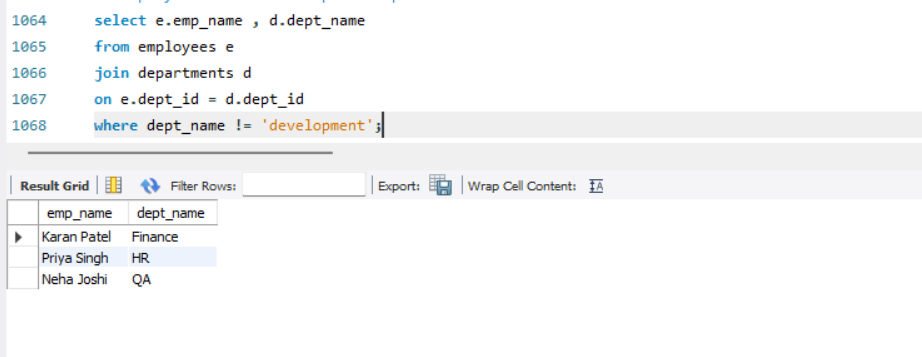 1064 select e.emp_name , d.dept_name
1065 from employees e
1066 join departments d
1067 on e.dept_id = d.dept_id
1068 where dept_name != 'development';
Result Grid Filter Rows: Export: Wrap Cell Content: IA
emp_name dept_name
Karan Patel Finance
Priya Singh HR
Neha Joshi QA